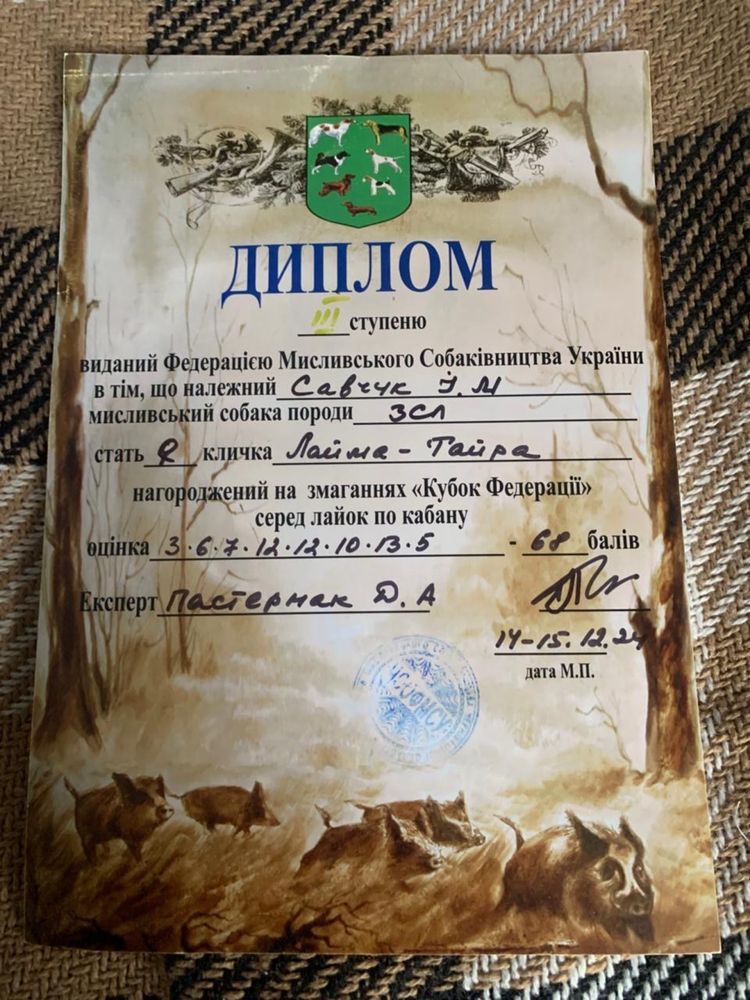 ДИПЛОМ
III ступеню
виданий Федерацією Мисливського Собаківництва України
в тім, що належний Савчук І.М
мисливський собака породи ЗСЛ
стать ♀ кличка Лайма - Тайра
нагороджений на змаганнях «Кубок Федерації»
серед лайок по кабану
оцінка 3·6·7·12·12·10·13·5 - 68 балів
Експерт Пастернак Д.А
14-15.12.24
дата М.П.